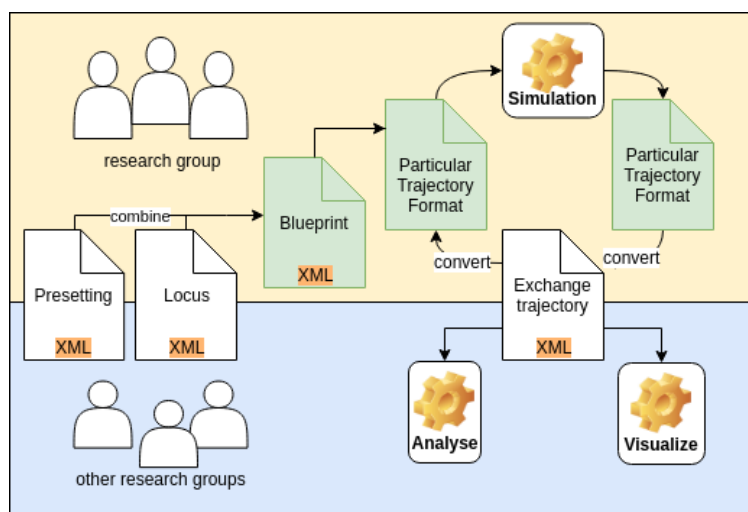 Simulation
research group
Particular
Trajectory
Format
Particular
Trajectory
Format
combine
Blueprint
XML
convert
convert
Presetting
XML
Locus
XML
Exchange
trajectory
XML
Analyse
Visualize
other research groups